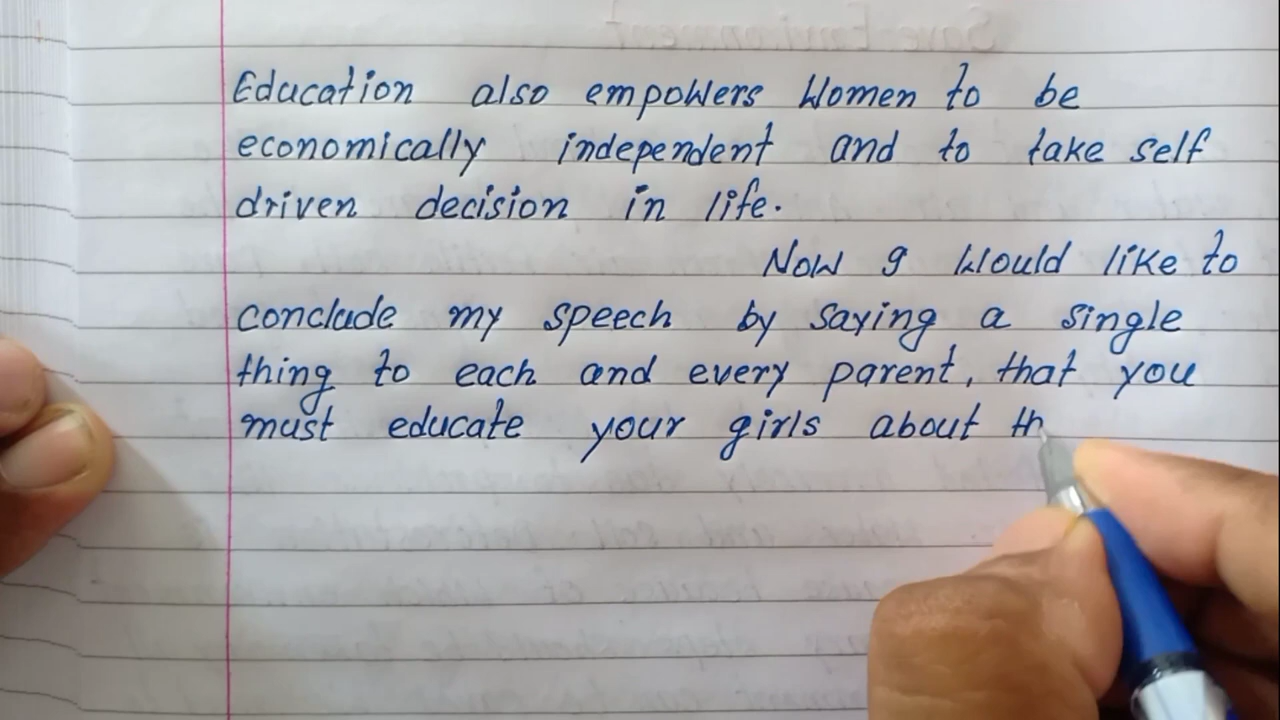 Education also empowers women to be
economically independent and to take self
driven decision in life.
Now I would like to
conclude my speech by saying a single
thing to each and every parent, that you
must educate your girls about th